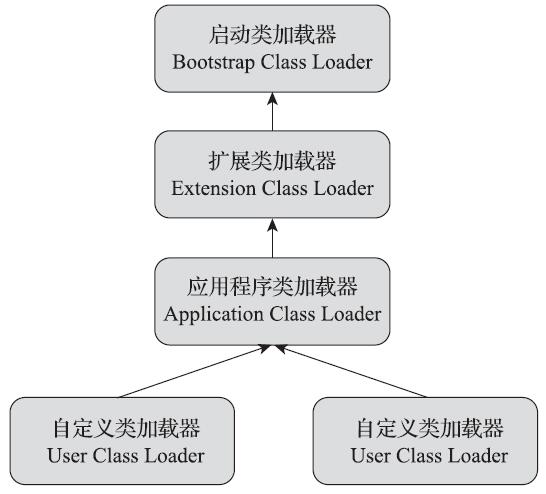 启动类加载器
Bootstrap Class Loader
扩展类加载器
Extension Class Loader
应用程序类加载器
Application Class Loader
自定义类加载器
User Class Loader
自定义类加载器
User Class Loader